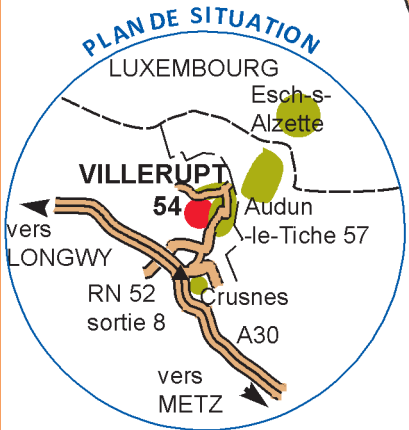 PLAN DE SITUATION
LUXEMBOURG
Esch-s-
Alzette
VILLERUPT
54
Audun
-le-Tiche 57
vers
LONGWY
RN 52
sortie 8
Crusnes
A30
vers
METZ